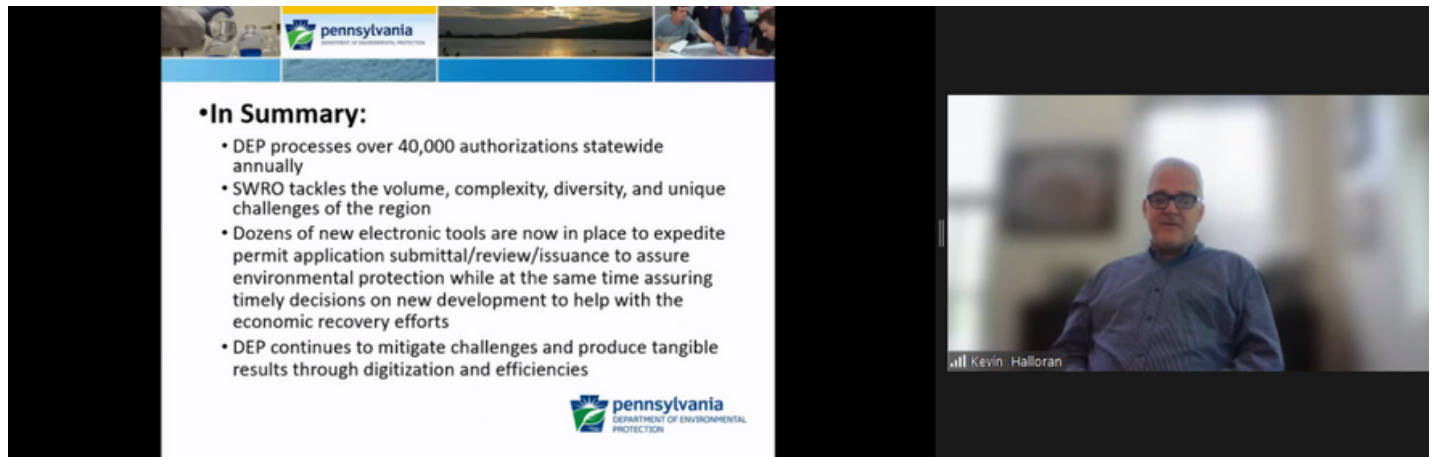 pennsylvania
DEPARTMENT OF ENVIRONMENTAL PROTECTION
•In Summary:
• DEP processes over 40,000 authorizations statewide
annually
• SWRO tackles the volume, complexity, diversity, and unique
challenges of the region
• Dozens of new electronic tools are now in place to expedite
permit application submittal/review/issuance to assure
environmental protection while at the same time assuring
timely decisions on new development to help with the
economic recovery efforts
• DEP continues to mitigate challenges and produce tangible
results through digitization and efficiencies
pennsylvania
DEPARTMENT OF ENVIRONMENTAL
PROTECTION
Kevin Halloran